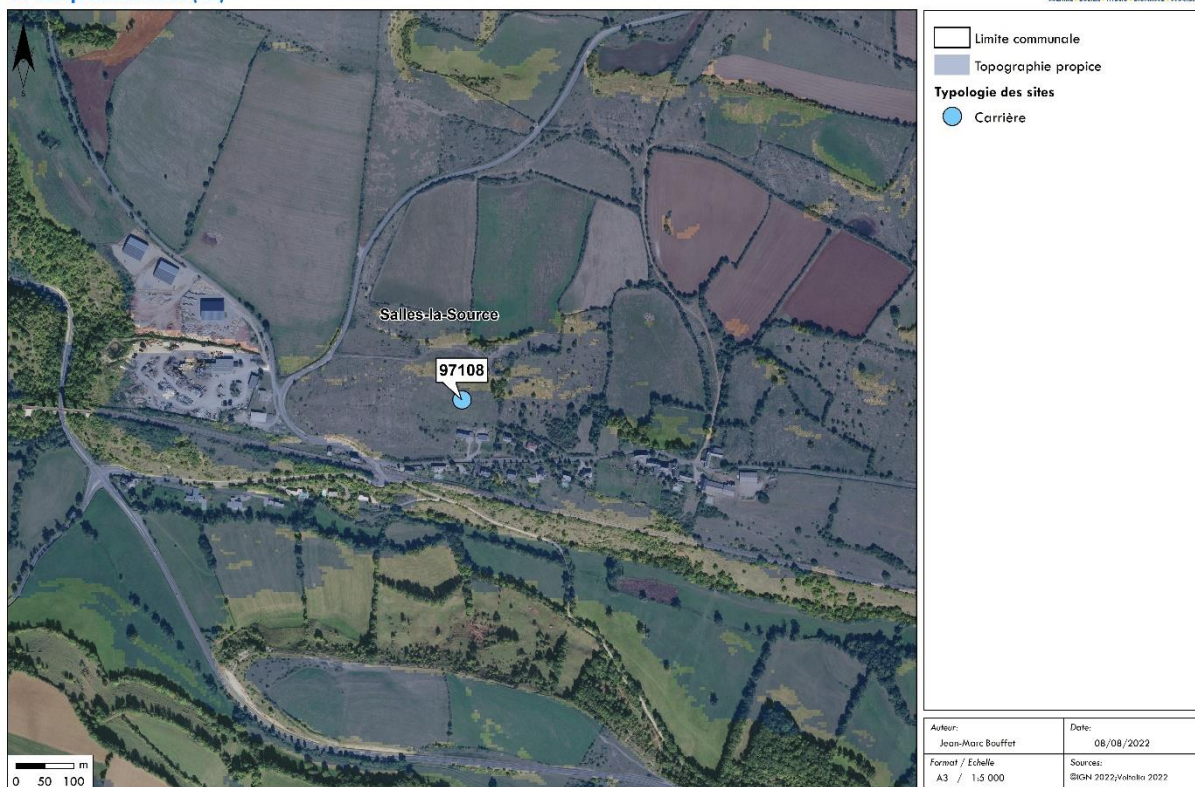 Limite communale
Topographie propice
Typologie des sites
Carrière
Salles-la-Source
97108
S
m
0 50 100
Auteur:
Jean-Marc Bouffet
Date:
08/08/2022
Format / Echelle
A3 / 1:5 000
Sources:
©IGN 2022;Voltalia 2022